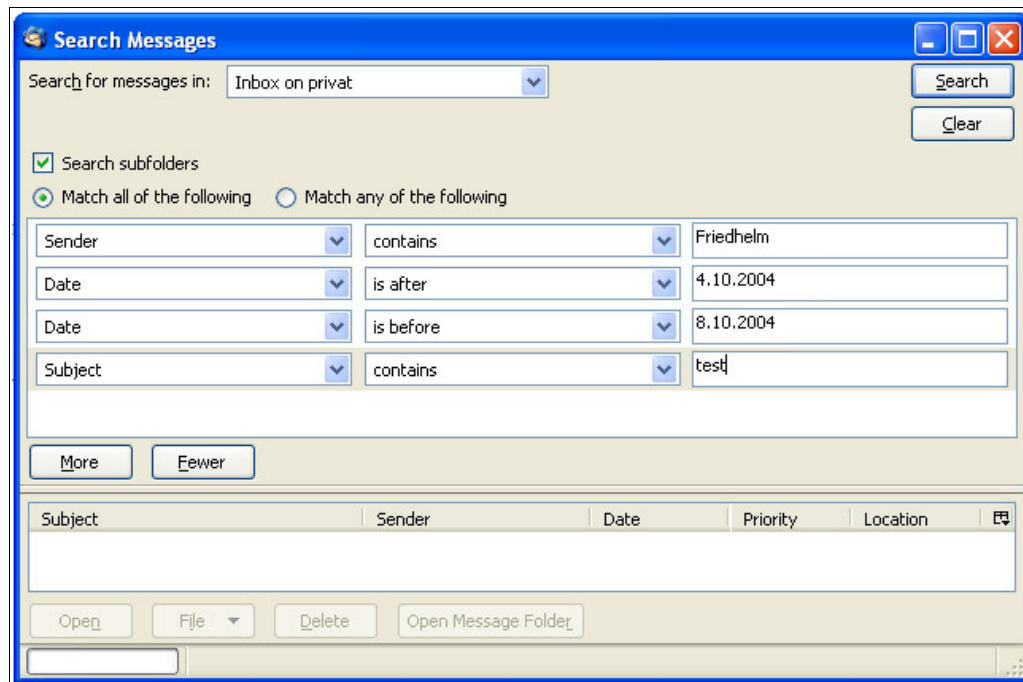 Search Messages
Search for messages in: Inbox on privat Search
Clear
Search subfolders
Match all of the following Match any of the following
Sender contains Friedhelm
Date is after 4.10.2004
Date is before 8.10.2004
Subject contains test
More Fewer
Subject Sender Date Priority Location
Open File Delete Open Message Folder